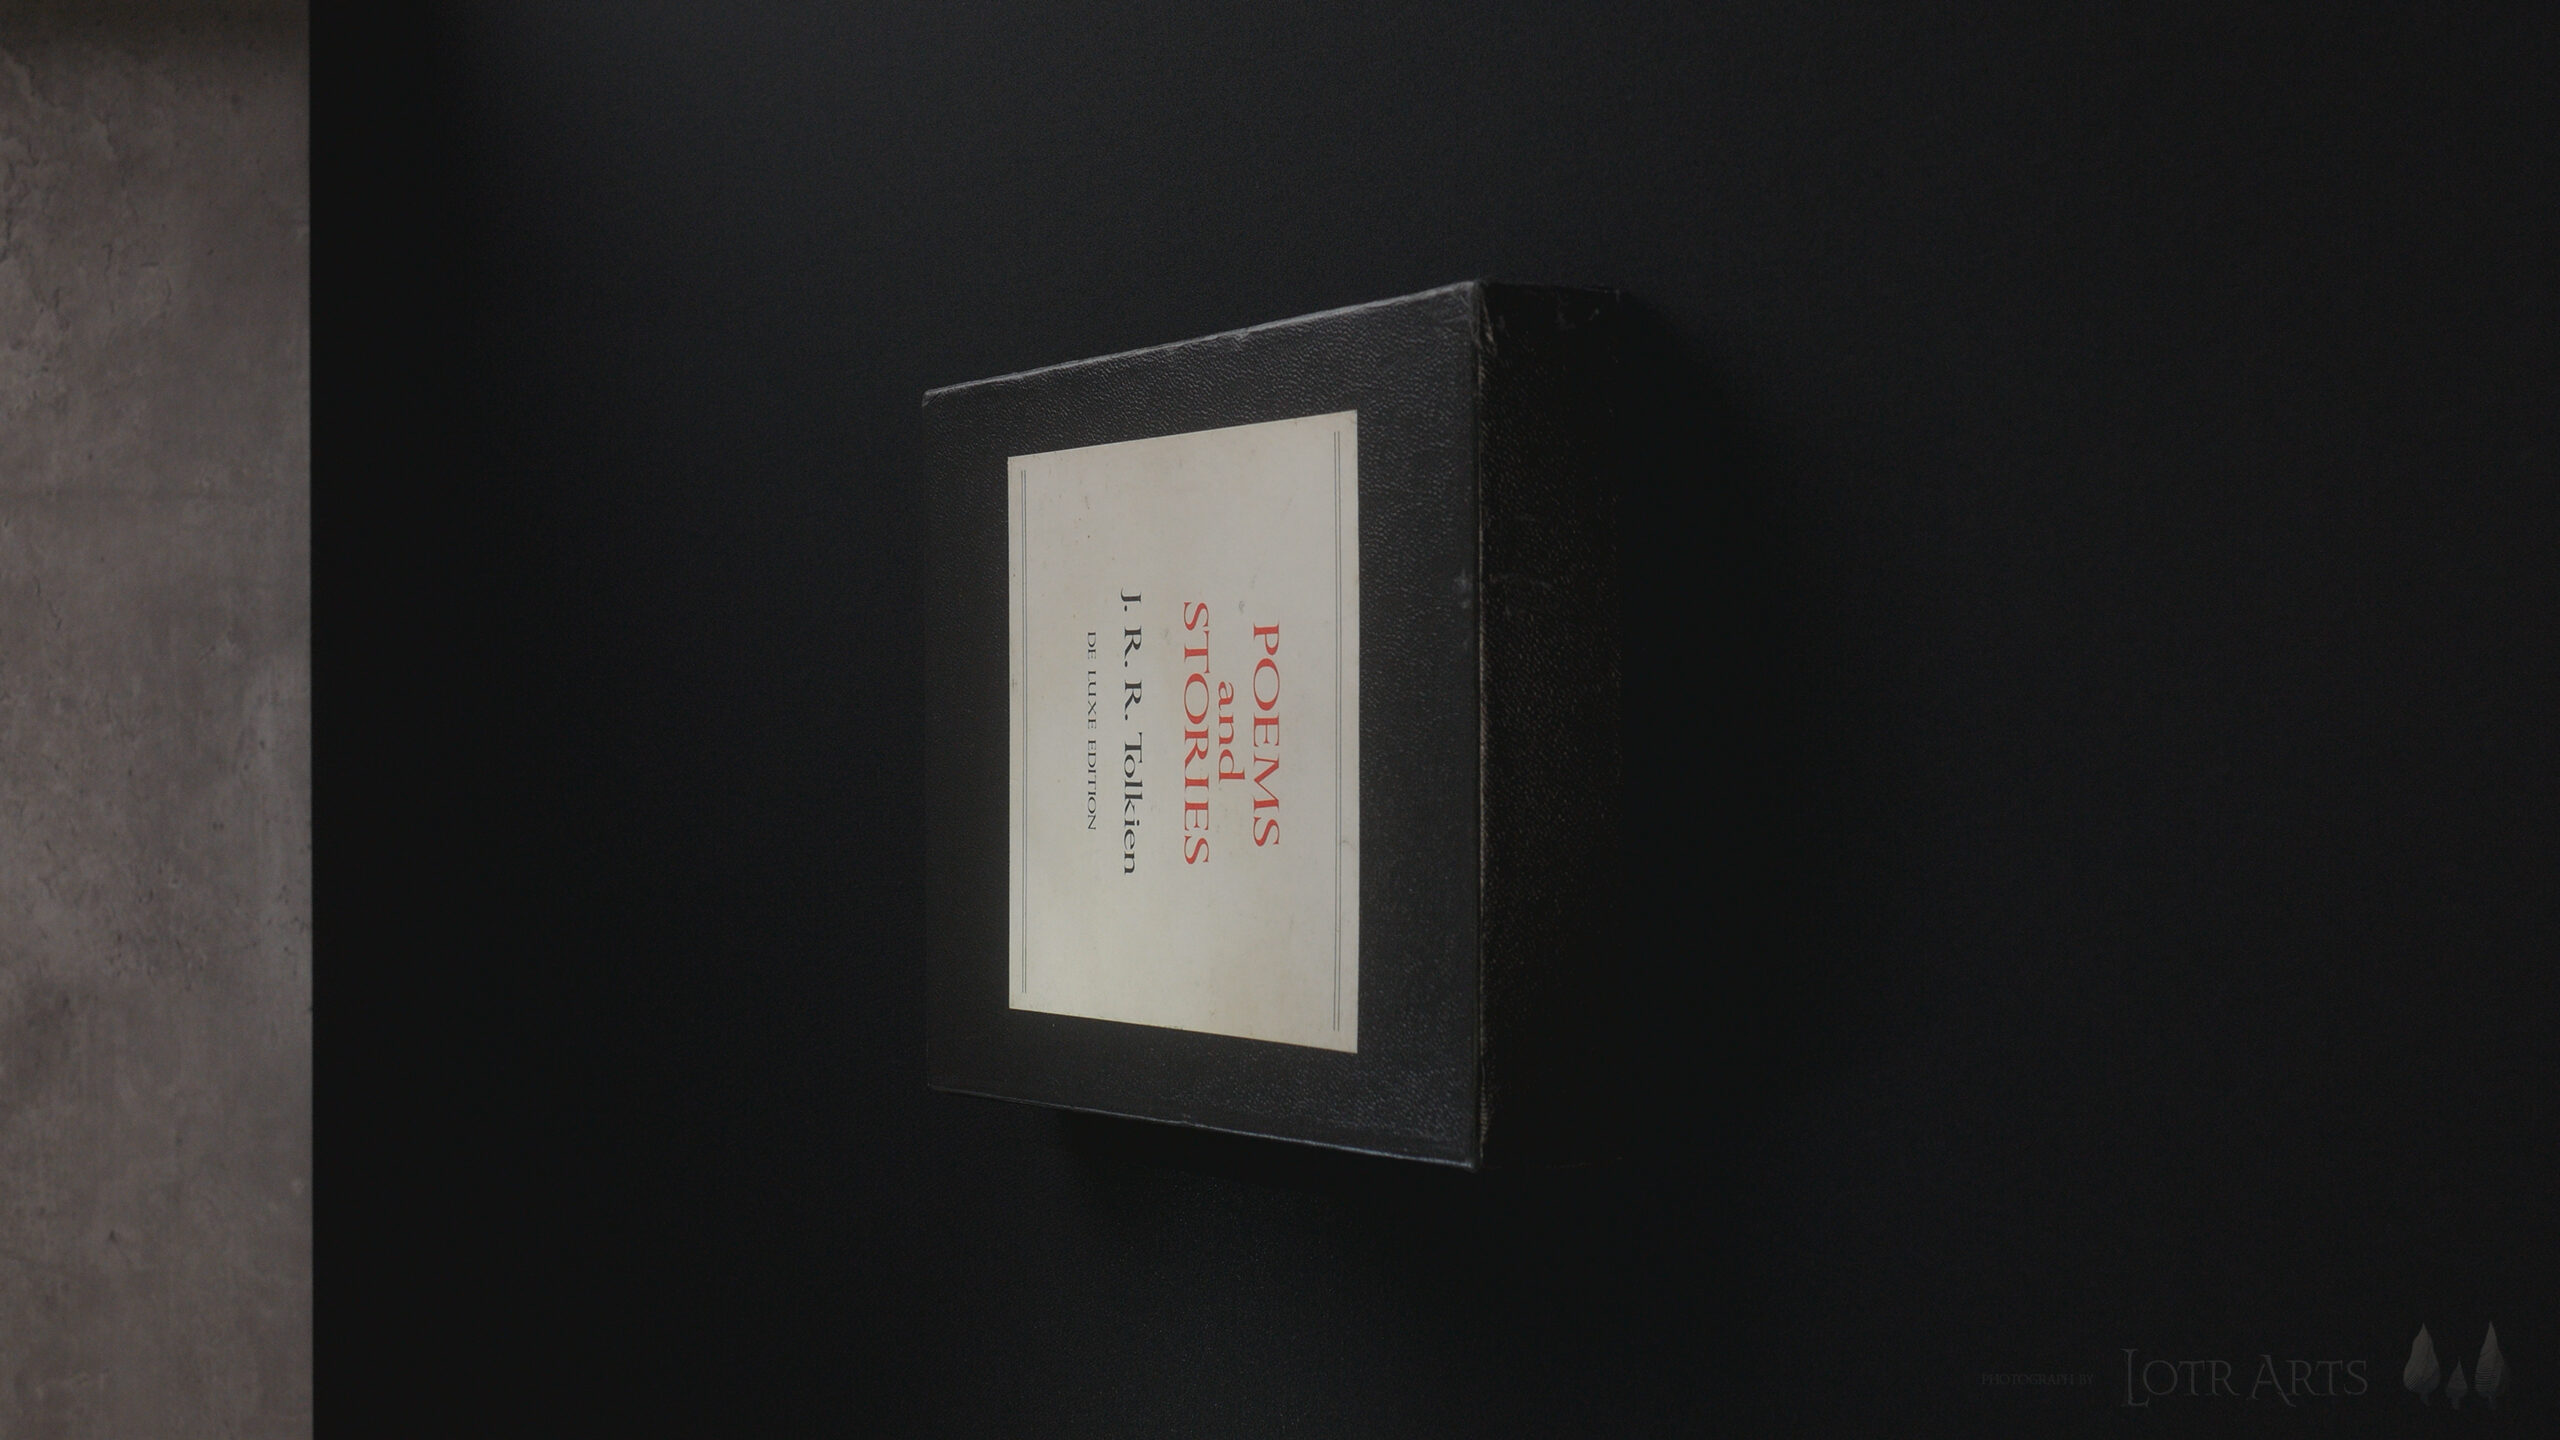 POEMS
and
STORIES
J. R. R. Tolkien
DE LUXE EDITION
PHOTOGRAPH BY LOTR ARTS